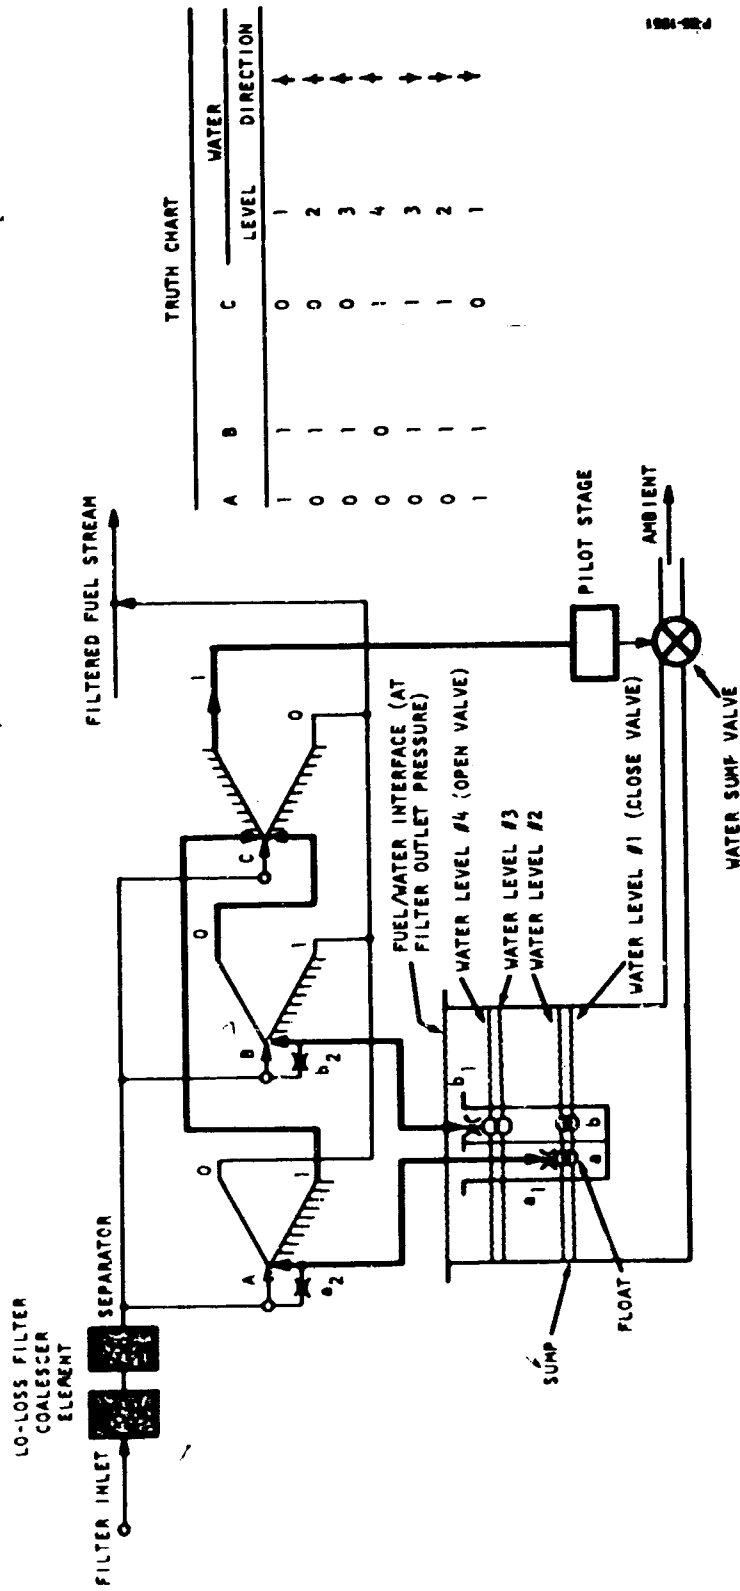 LO-LOSS FILTER
COALESCER
ELEMENT
SEPARATOR
FILTER INLET
FILTERED FUEL STREAM
A
0
1
a2
B
0
1
b2
C
1
0
PILOT STAGE
AMBIENT
WATER SUMP VALVE
FUEL/WATER INTERFACE (AT
FILTER OUTLET PRESSURE)
WATER LEVEL #4 (OPEN VALVE)
WATER LEVEL #3
WATER LEVEL #2
WATER LEVEL #1 (CLOSE VALVE)
a1
b1
a
b
SUMP
FLOAT
TRUTH CHART
WATER
A B C LEVEL DIRECTION
1 1 0 1 ↑
0 1 0 2 ↑
0 1 0 3 ↑
0 0 1 4 ↑
0 1 1 3 ↓
0 1 1 2 ↓
1 1 0 1 ↓